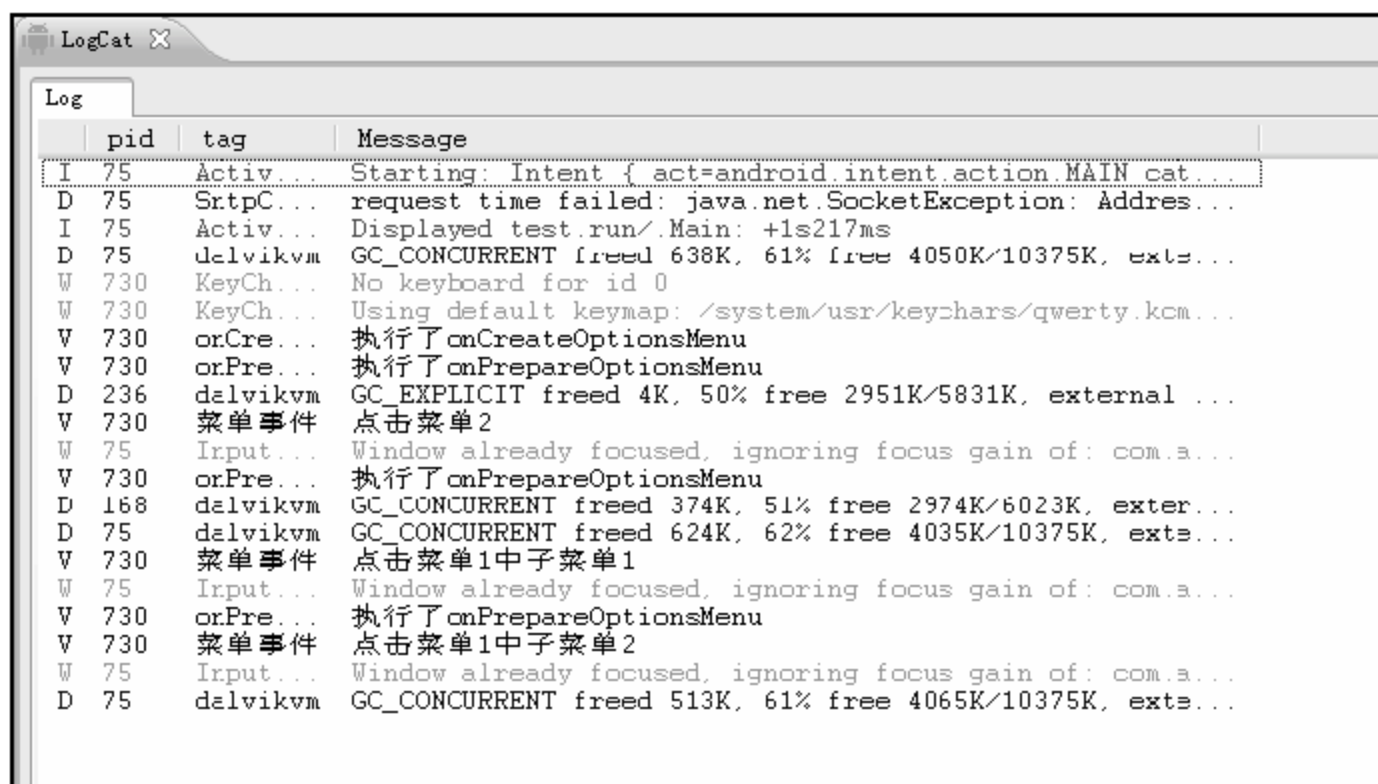 LogCat
Log
pid tag Message
I 75 Activ... Starting: Intent { act=android.intent.action.MAIN cat...
D 75 SntpC... request time failed: java.net.SocketException: Addres...
I 75 Activ... Displayed test.run/.Main: +1s217ms
D 75 dalvikvm GC_CONCURRENT freed 638K, 61% free 4050K/10375K, exte...
W 730 KeyCh... No keyboard for id 0
W 730 KeyCh... Using default keymap: /system/usr/keychars/qwerty.kcm...
V 730 onCre... 执行了onCreateOptionsMenu
V 730 onPre... 执行了onPrepareOptionsMenu
D 236 dalvikvm GC_EXPLICIT freed 4K, 50% free 2951K/5831K, external ...
V 730 菜单事件 点击菜单2
W 75 Input... Window already focused, ignoring focus gain of: com.a...
V 730 onPre... 执行了onPrepareOptionsMenu
D 168 dalvikvm GC_CONCURRENT freed 374K, 51% free 2974K/6023K, exter...
D 75 dalvikvm GC_CONCURRENT freed 624K, 62% free 4035K/10375K, exte...
V 730 菜单事件 点击菜单1中子菜单1
W 75 Input... Window already focused, ignoring focus gain of: com.a...
V 730 onPre... 执行了onPrepareOptionsMenu
V 730 菜单事件 点击菜单1中子菜单2
W 75 Input... Window already focused, ignoring focus gain of: com.a...
D 75 dalvikvm GC_CONCURRENT freed 513K, 61% free 4065K/10375K, exte...